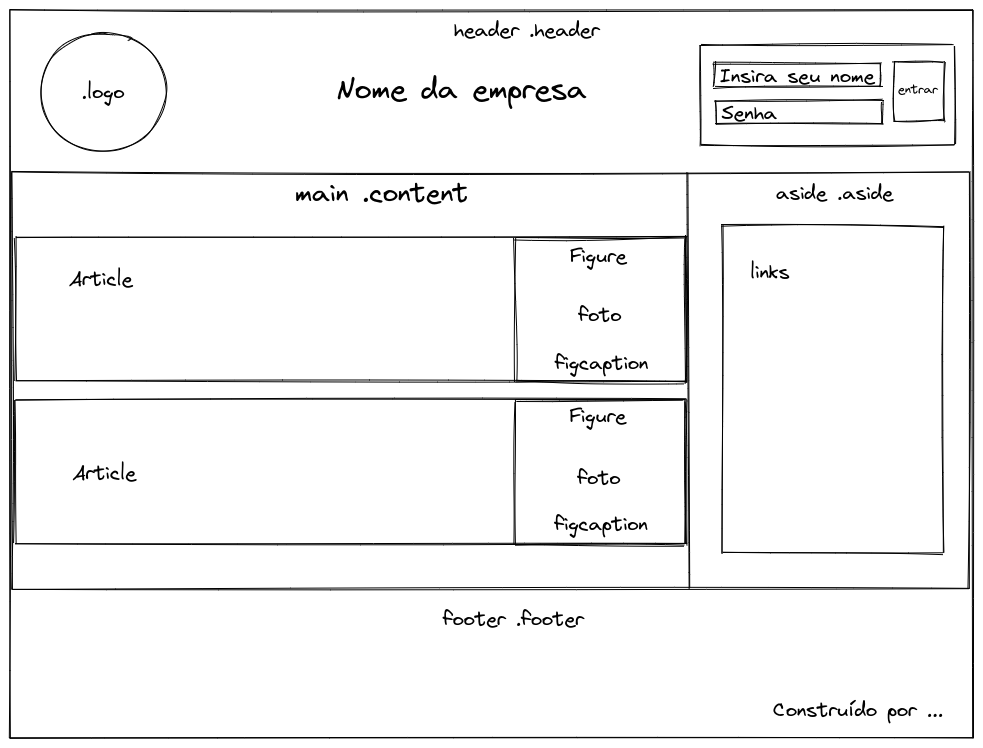 header .header
.logo
Nome da empresa
Insira seu nome
Senha
entrar
main .content
Article
Figure
foto
figcaption
Article
Figure
foto
figcaption
aside .aside
links
footer .footer
Construído por ...